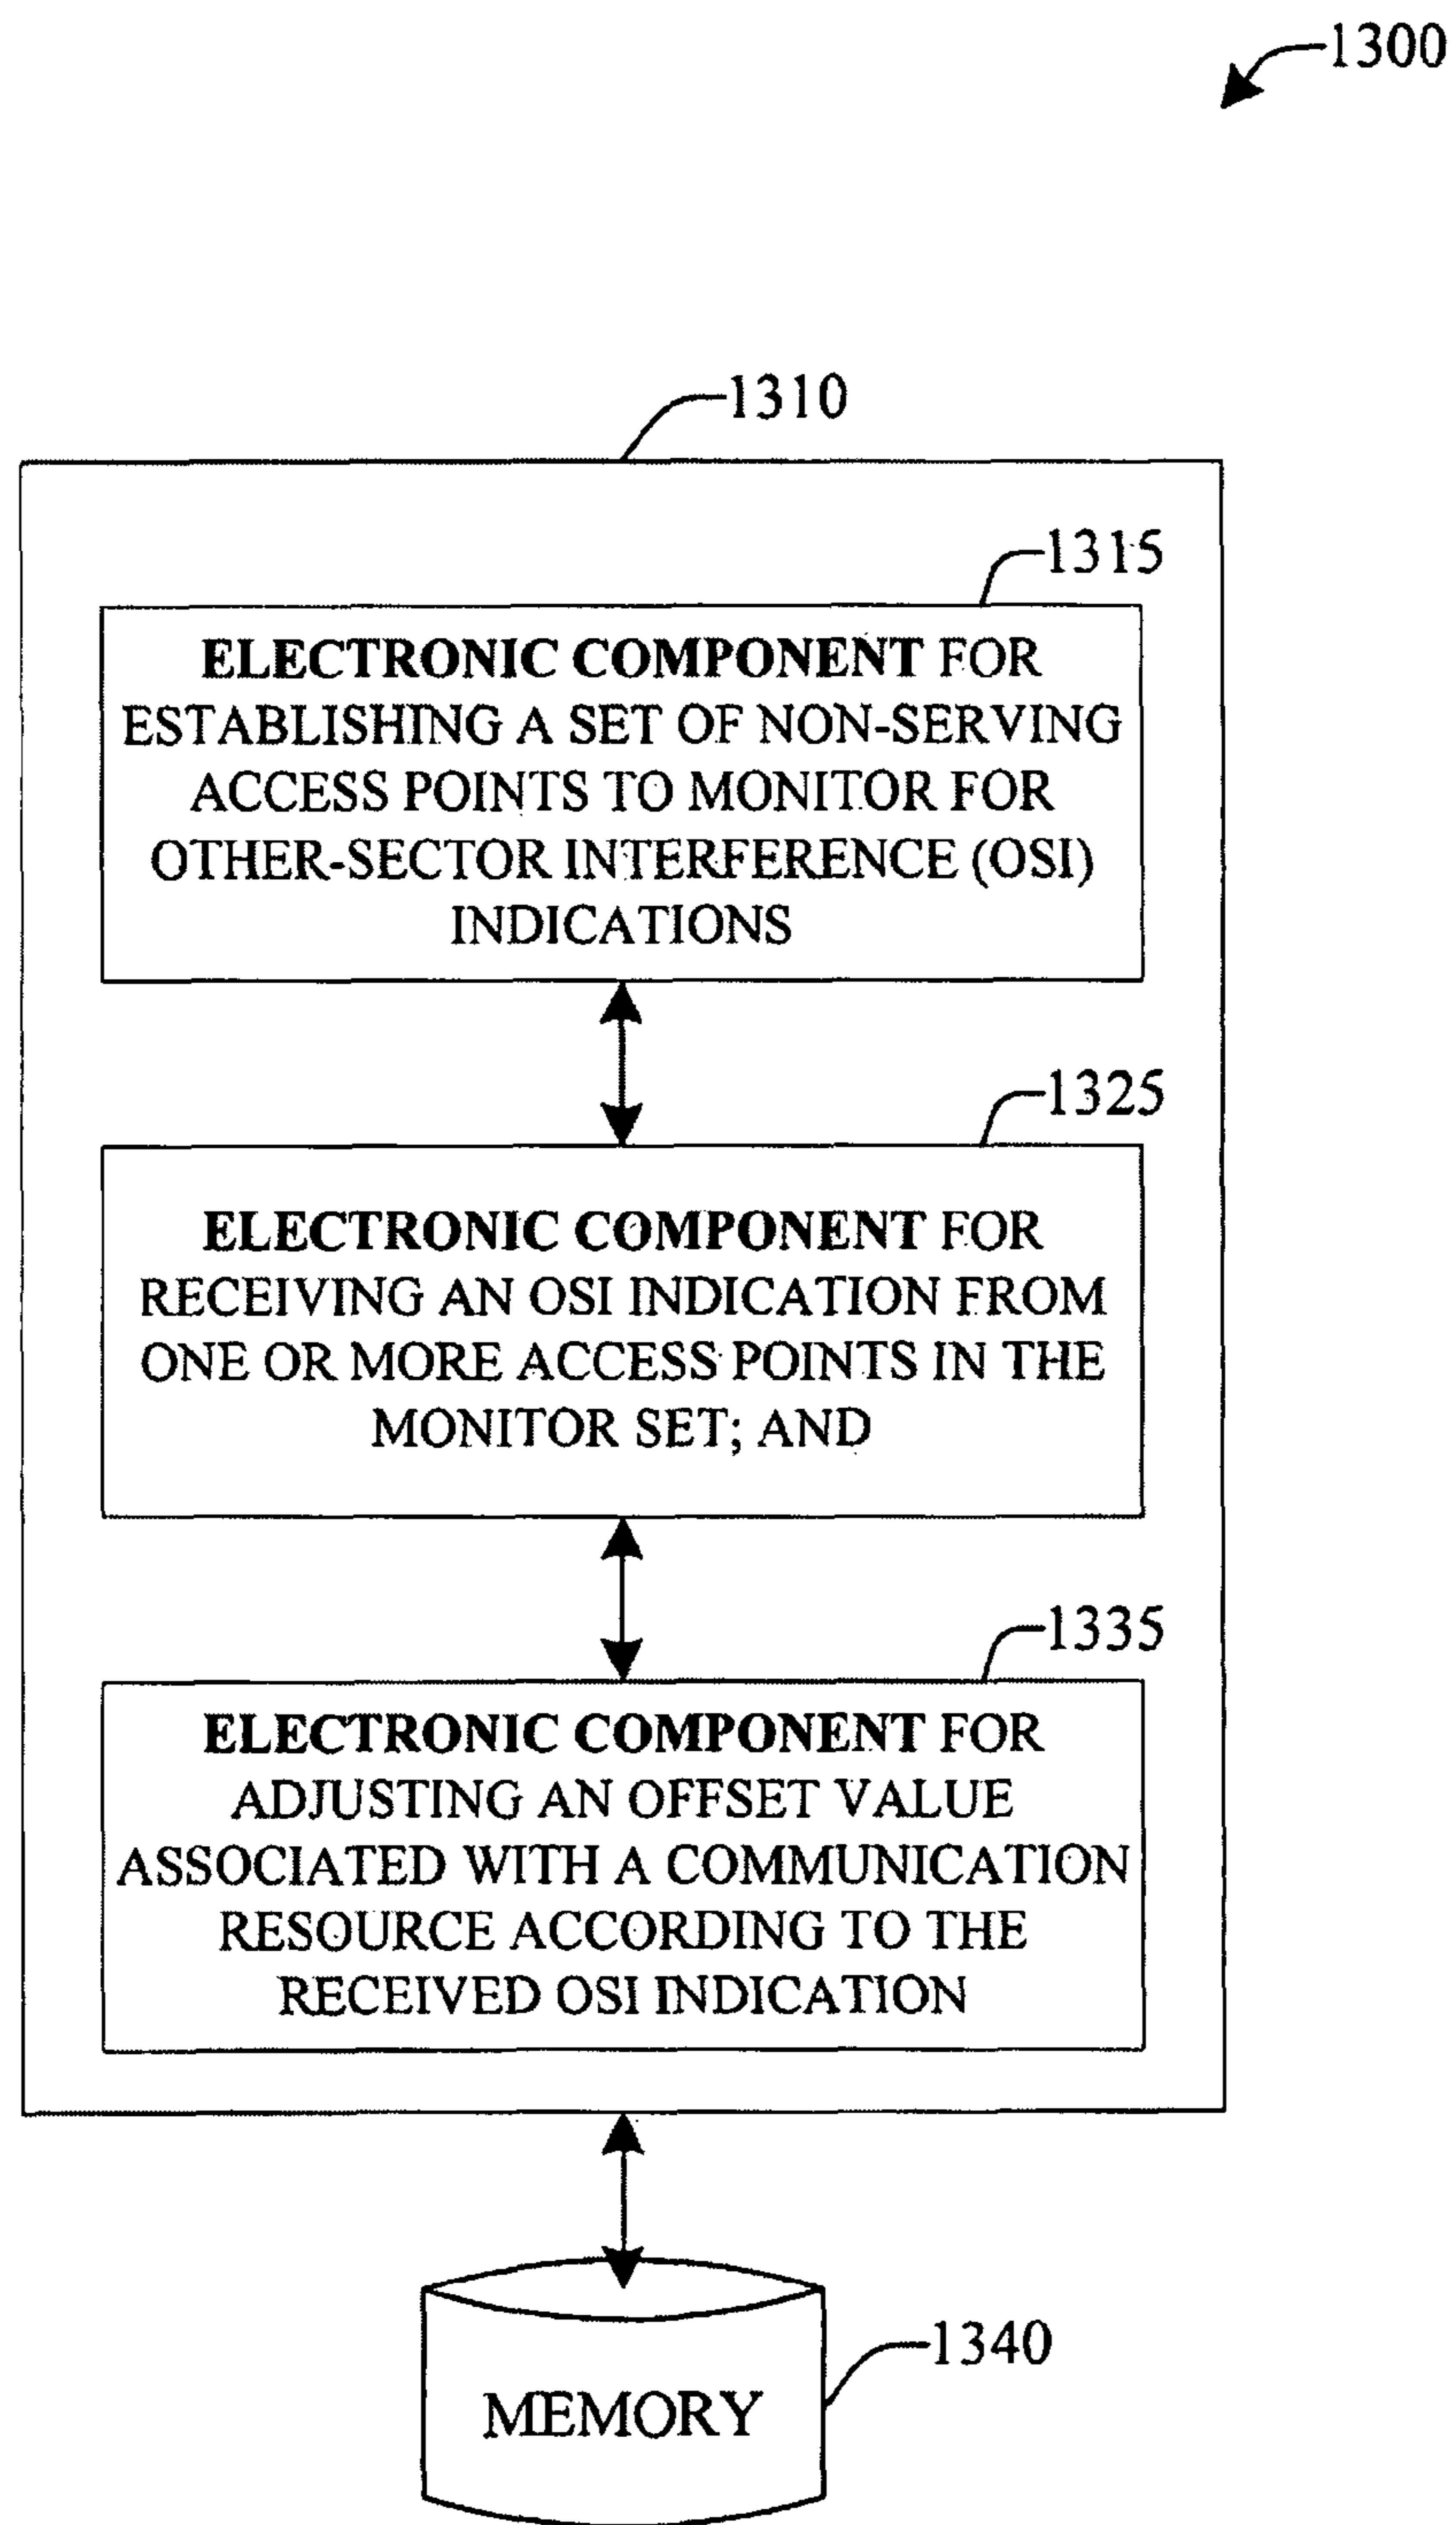 1300
1310
1315
ELECTRONIC COMPONENT FOR
ESTABLISHING A SET OF NON-SERVING
ACCESS POINTS TO MONITOR FOR
OTHER-SECTOR INTERFERENCE (OSI)
INDICATIONS
1325
ELECTRONIC COMPONENT FOR
RECEIVING AN OSI INDICATION FROM
ONE OR MORE ACCESS POINTS IN THE
MONITOR SET; AND
1335
ELECTRONIC COMPONENT FOR
ADJUSTING AN OFFSET VALUE
ASSOCIATED WITH A COMMUNICATION
RESOURCE ACCORDING TO THE
RECEIVED OSI INDICATION
1340
MEMORY